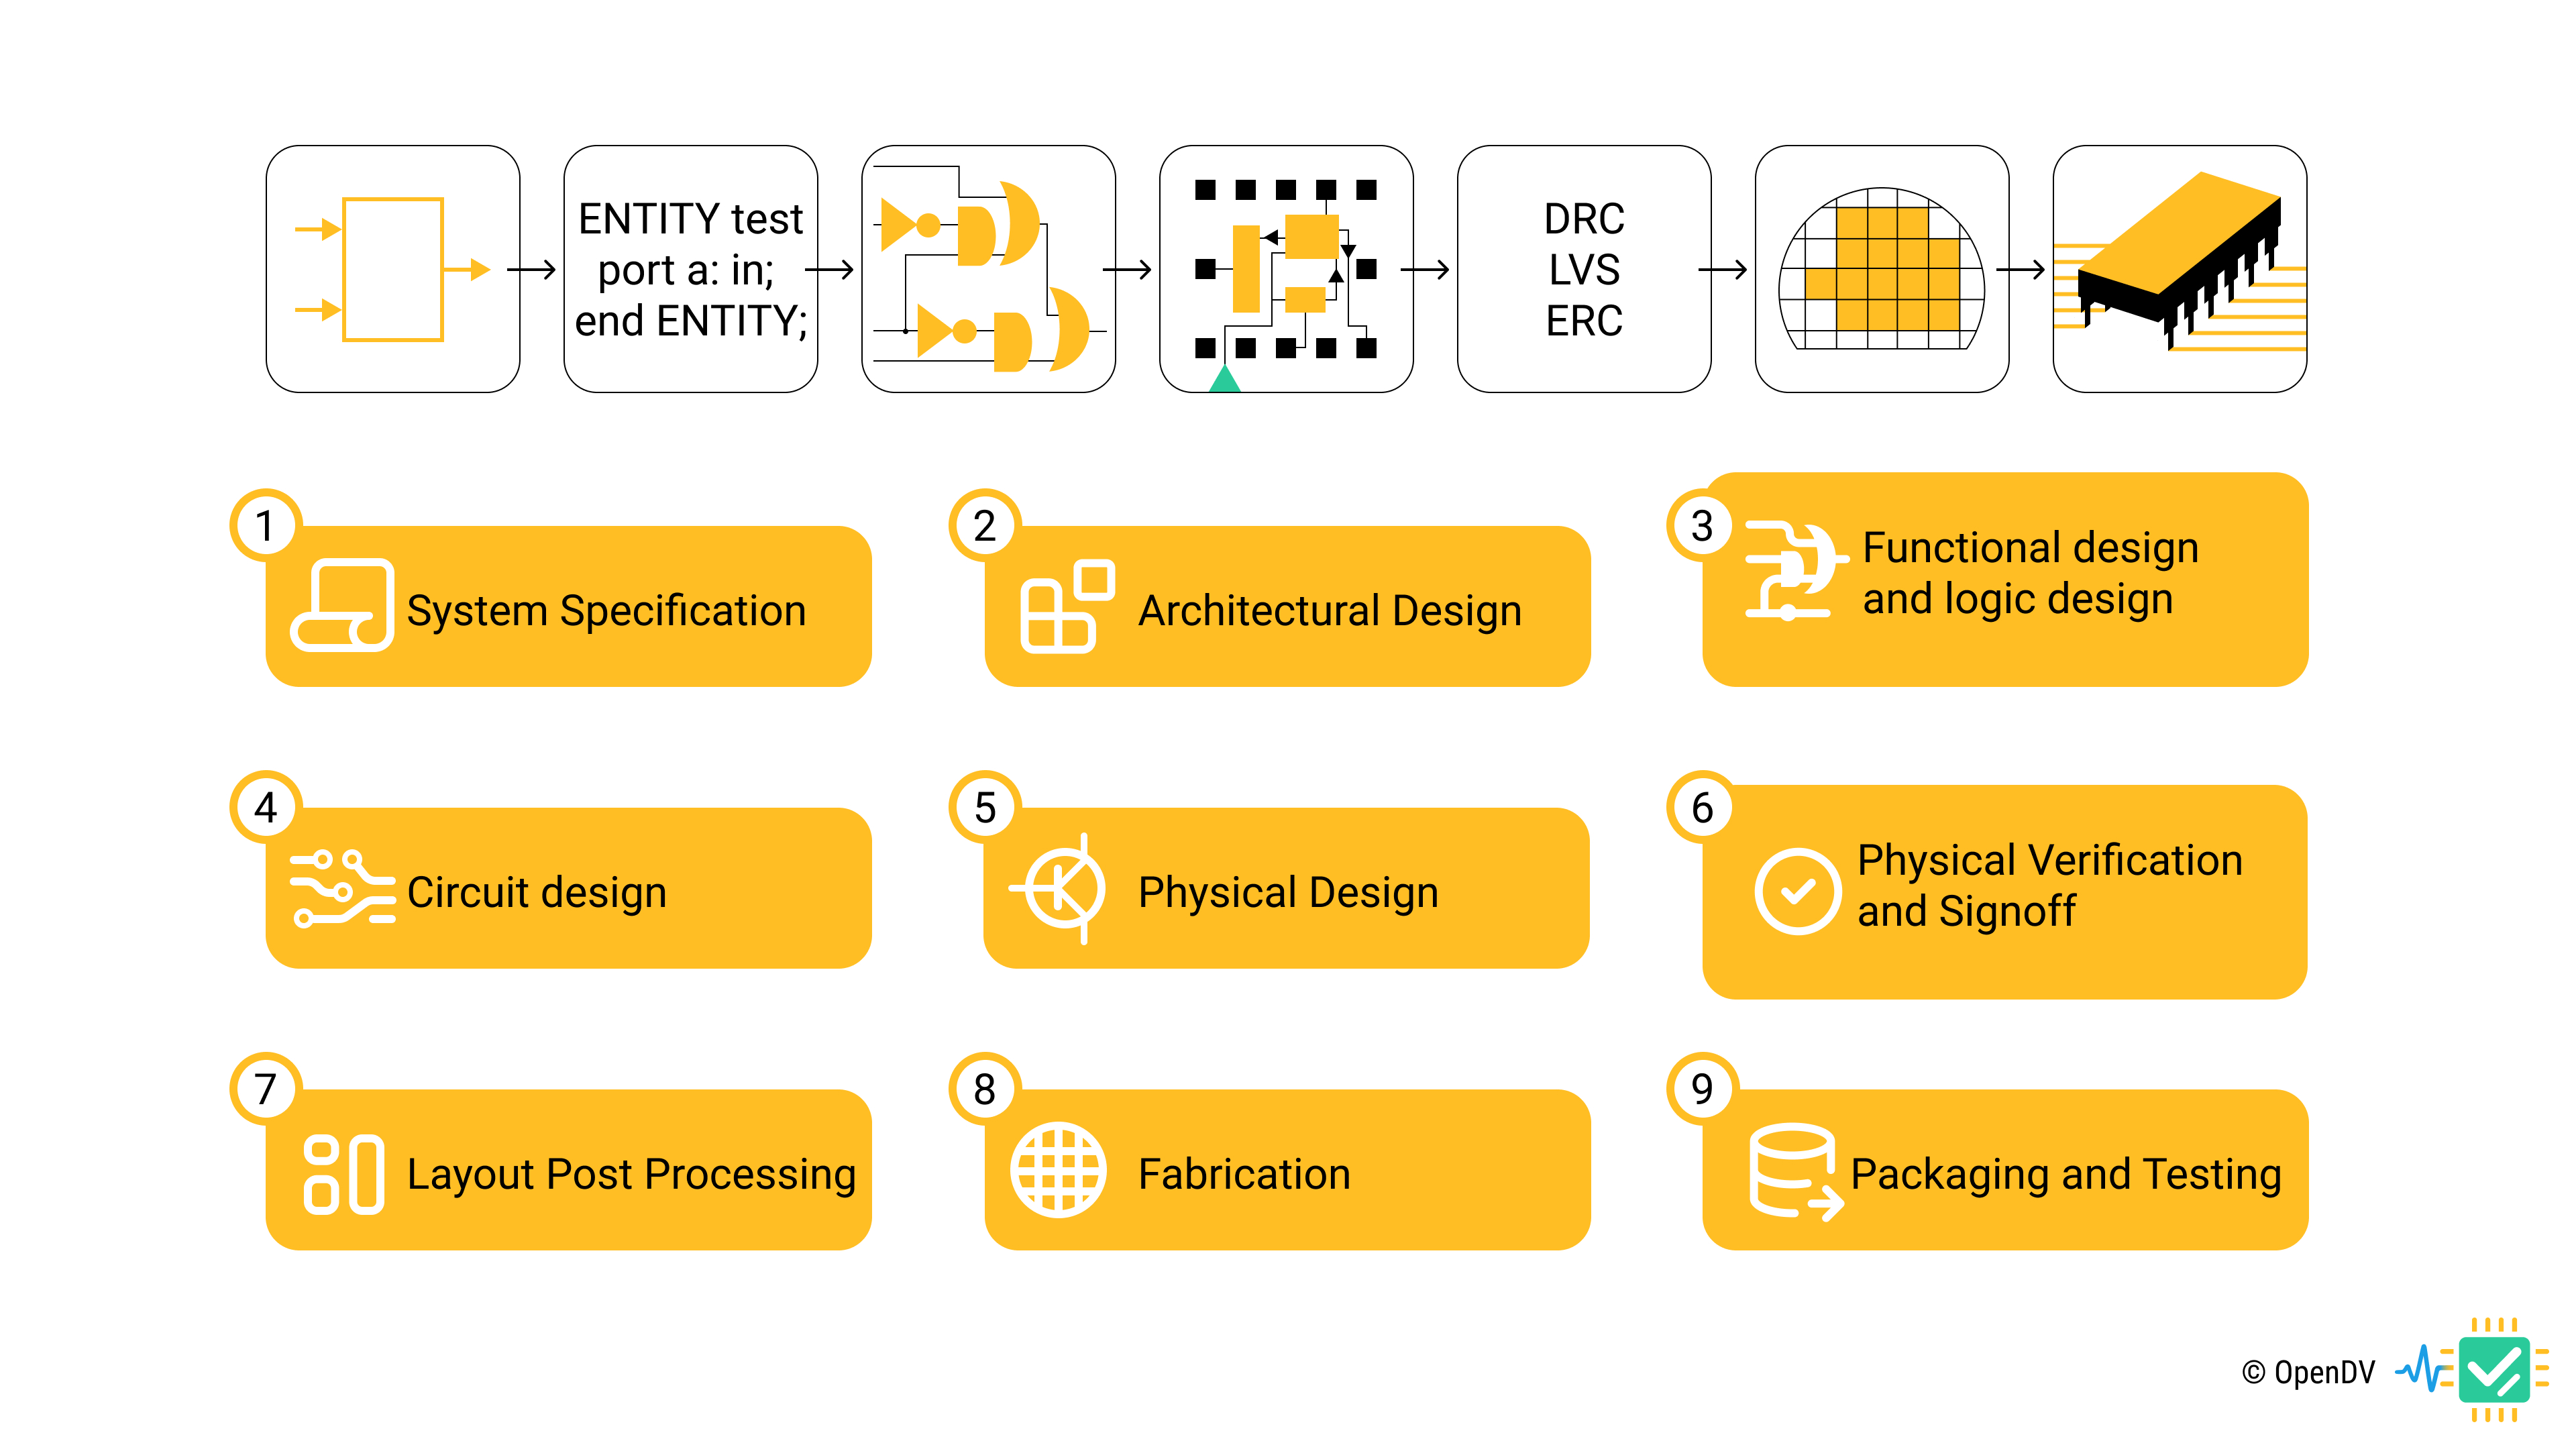 ENTITY test
port a: in;
end ENTITY;
DRC
LVS
ERC
1
System Specification
2
Architectural Design
3
Functional design
and logic design
4
Circuit design
5
Physical Design
6
Physical Verification
and Signoff
7
Layout Post Processing
8
Fabrication
9
Packaging and Testing
© OpenDV